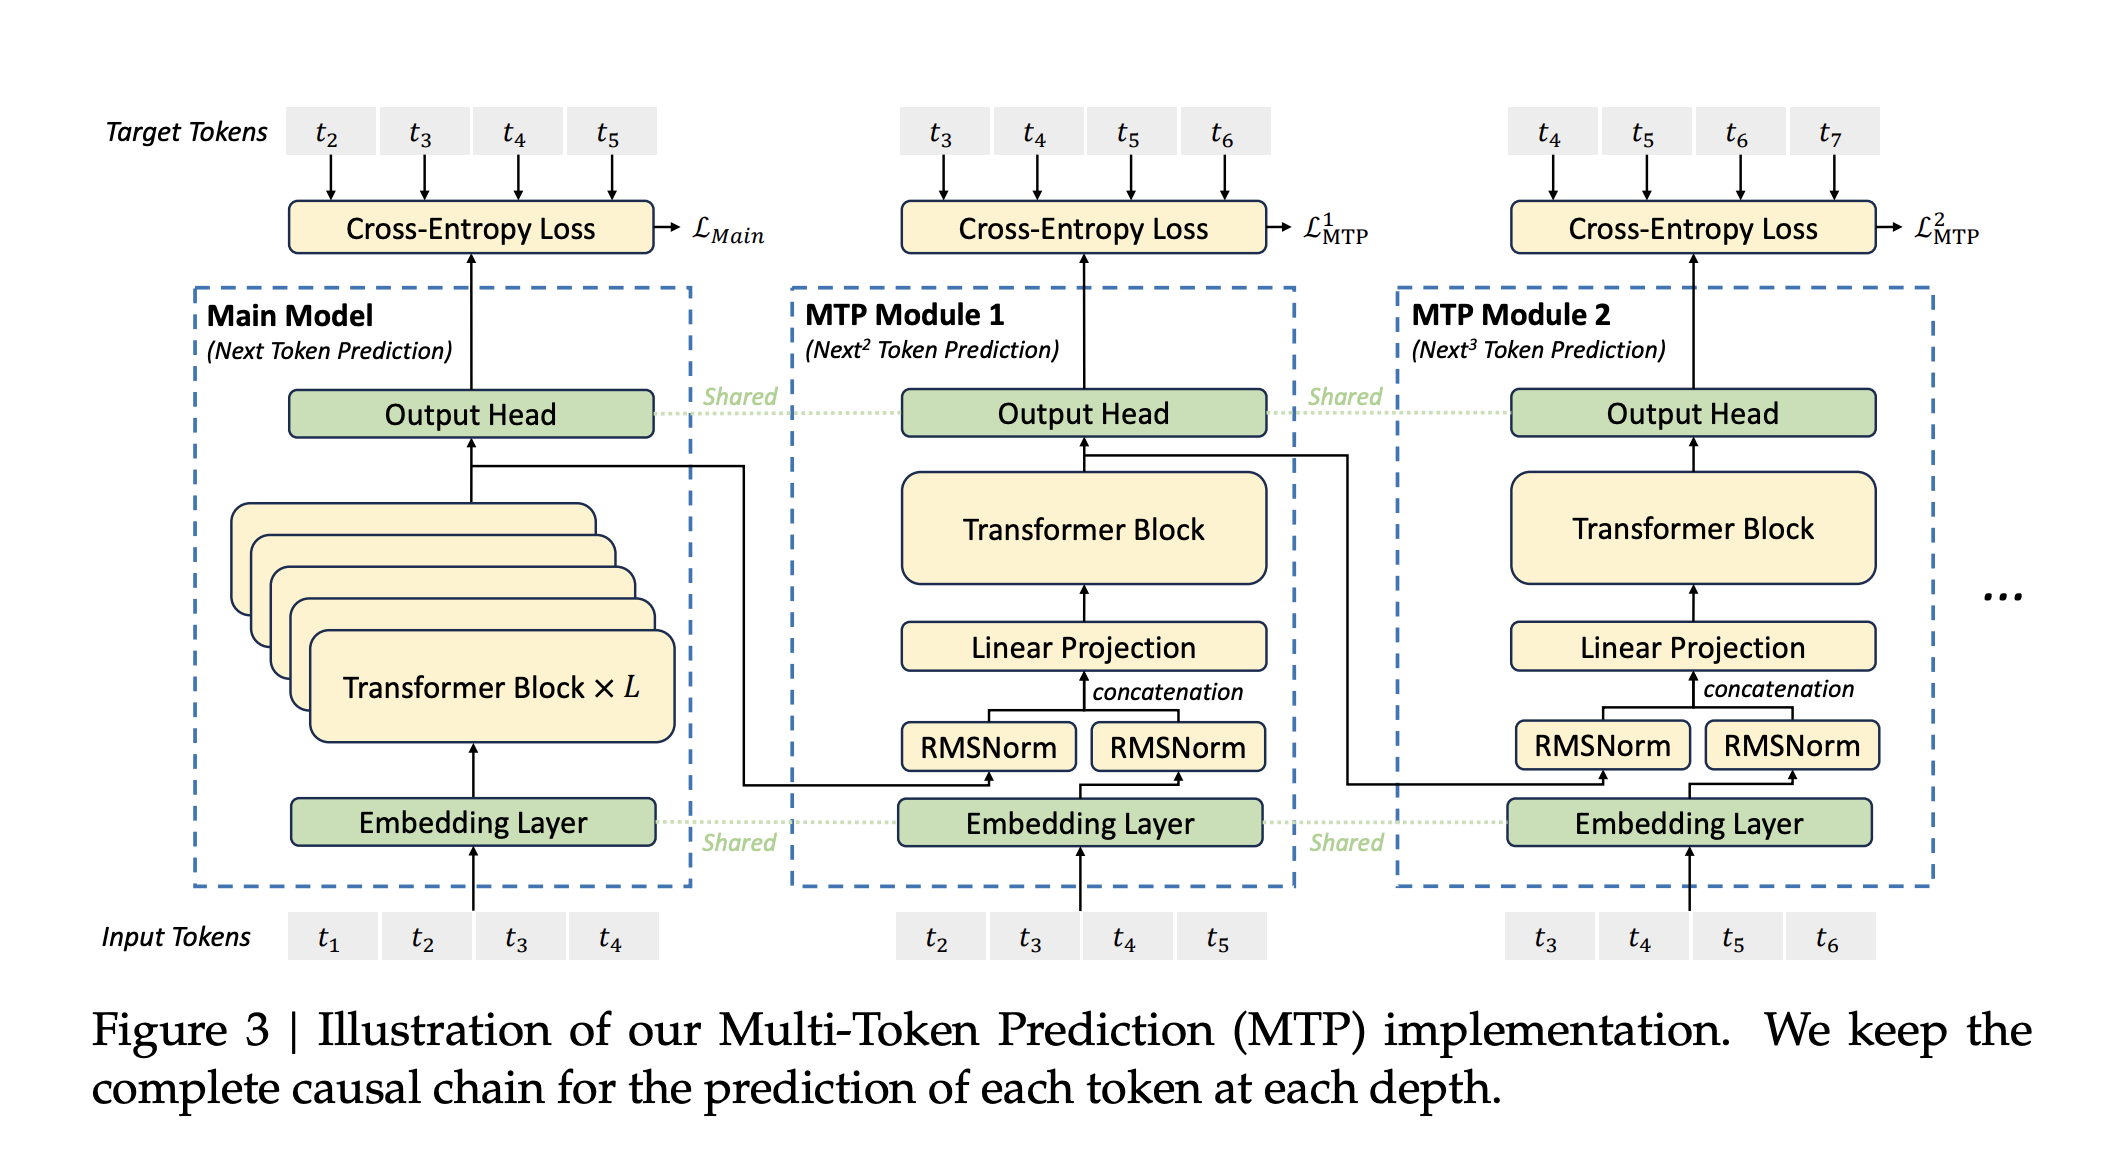 Target Tokens t₂ t₃ t₄ t₅ t₃ t₄ t₅ t₆ t₄ t₅ t₆ t₇
Cross-Entropy Loss ℒ_Main Cross-Entropy Loss ℒ¹_MTP Cross-Entropy Loss ℒ²_MTP
Main Model MTP Module 1 MTP Module 2
(Next Token Prediction) (Next² Token Prediction) (Next³ Token Prediction)
Shared Shared
Output Head Output Head Output Head
Transformer Block Transformer Block
...
Linear Projection Linear Projection
Transformer Block × L concatenation concatenation
RMSNorm RMSNorm RMSNorm RMSNorm
Embedding Layer Embedding Layer Embedding Layer
Shared Shared
Input Tokens t₁ t₂ t₃ t₄ t₂ t₃ t₄ t₅ t₃ t₄ t₅ t₆
Figure 3 | Illustration of our Multi-Token Prediction (MTP) implementation. We keep the
complete causal chain for the prediction of each token at each depth.